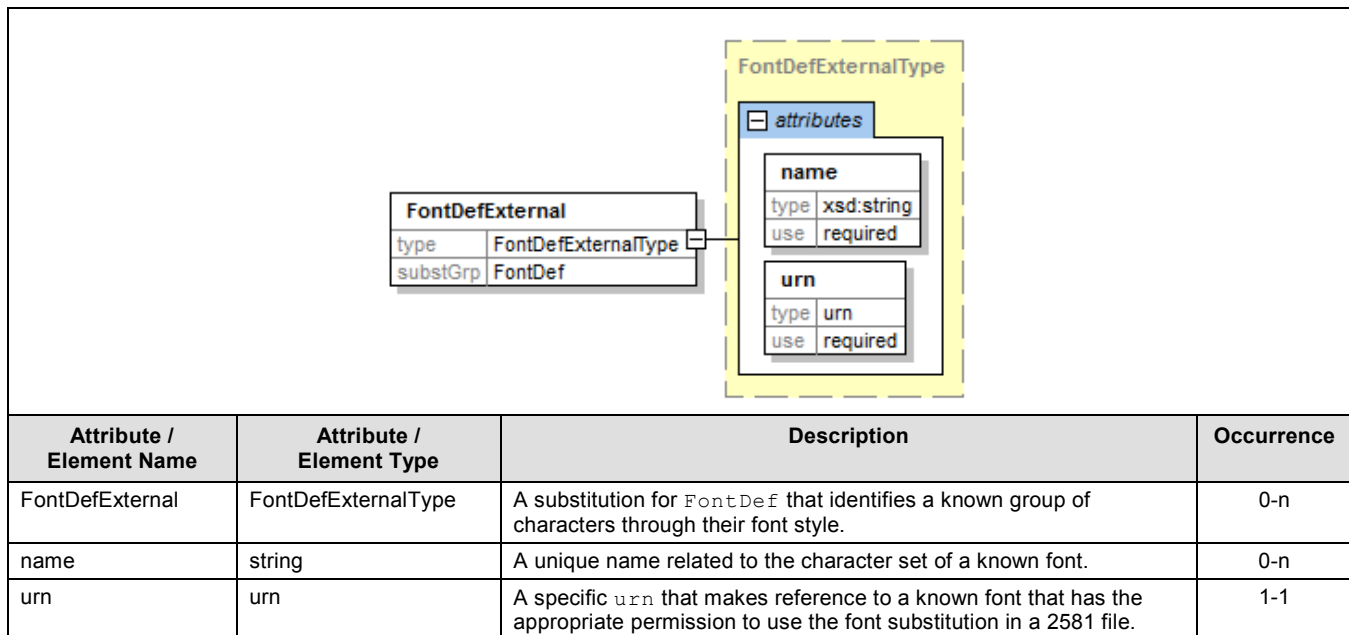 FontDefExternalType
attributes
name
type xsd:string
use required
FontDefExternal
type FontDefExternalType
substGrp FontDef
urn
type urn
use required
Attribute / Element Name Attribute / Element Type Description Occurrence
FontDefExternal FontDefExternalType A substitution for FontDef that identifies a known group of 0-n
characters through their font style.
name string A unique name related to the character set of a known font. 0-n
urn urn A specific urn that makes reference to a known font that has the 1-1
appropriate permission to use the font substitution in a 2581 file.